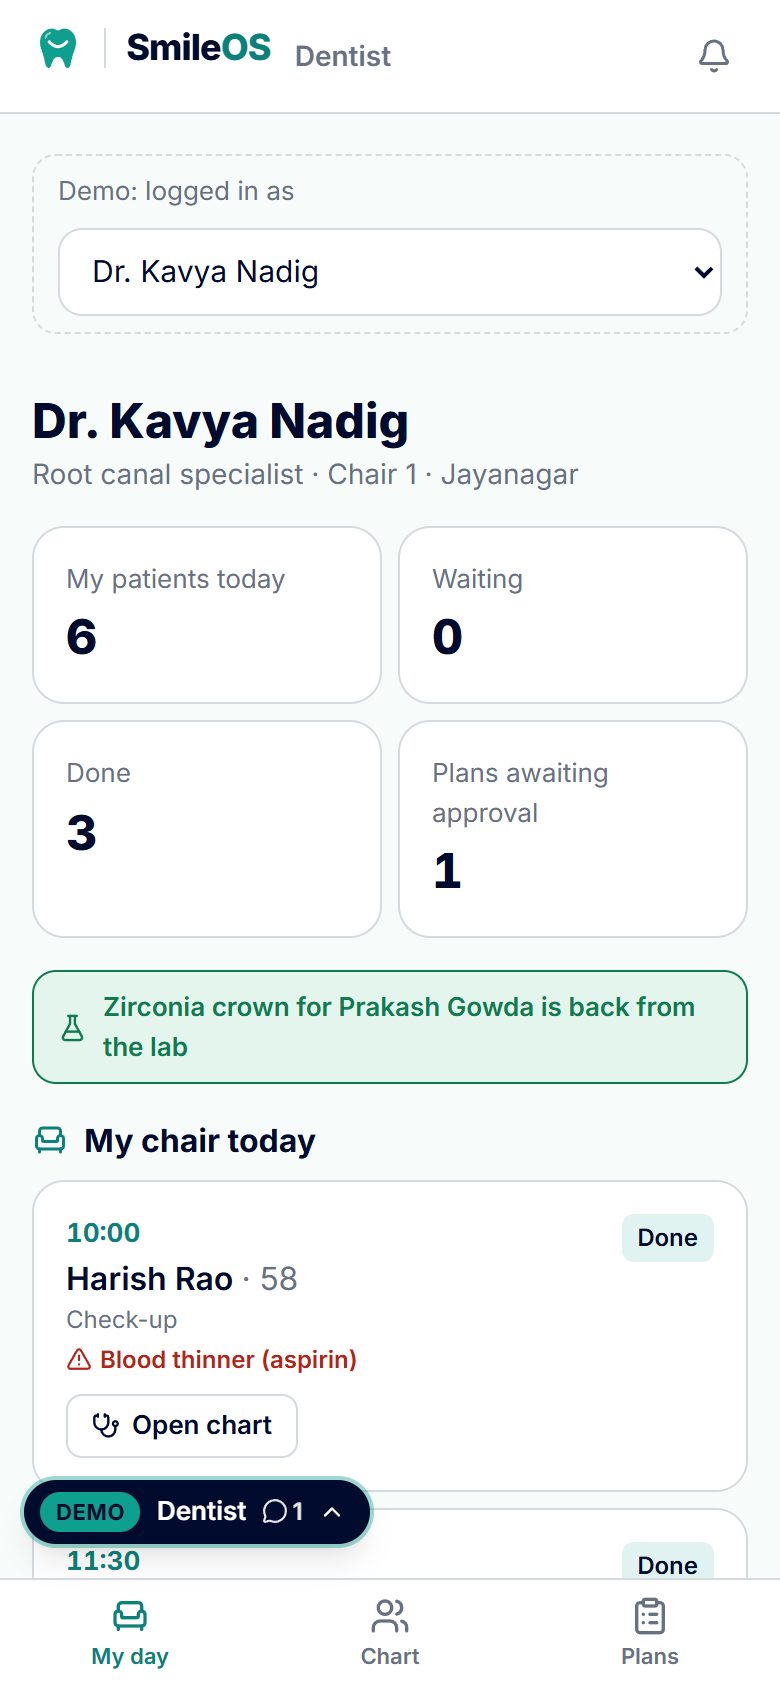 SmileOS Dentist
Demo: logged in as
Dr. Kavya Nadig
Dr. Kavya Nadig
Root canal specialist · Chair 1 · Jayanagar
My patients today
6
Waiting
0
Done
3
Plans awaiting
approval
1
Zirconia crown for Prakash Gowda is back from
the lab
My chair today
10:00
Done
Harish Rao · 58
Check-up
Blood thinner (aspirin)
Open chart
DEMO Dentist 1
11:30
Done
My day
Chart
Plans